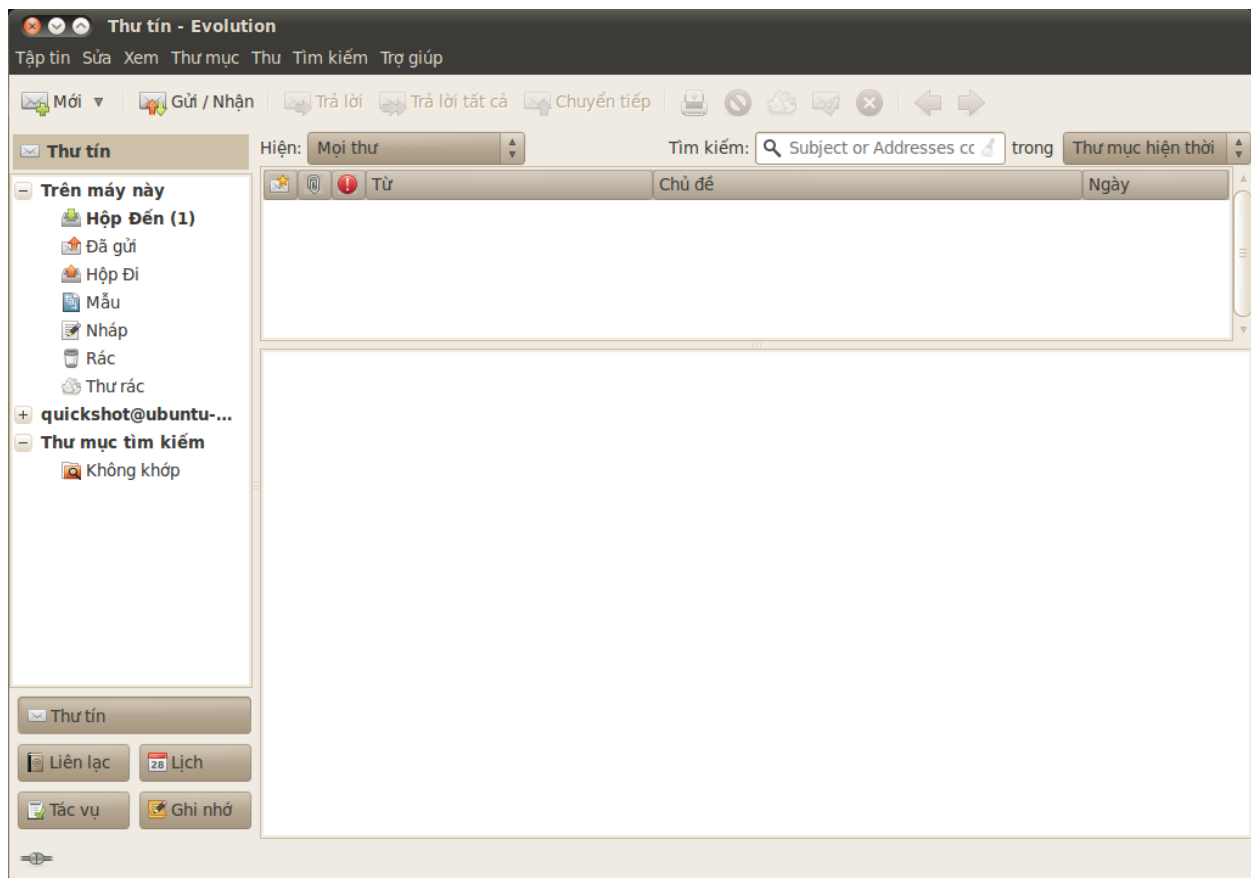 Thư tín - Evolution
Tập tin Sửa Xem Thư mục Thu Tìm kiếm Trợ giúp
Mới Gửi / Nhận Trả lời Trả lời tất cả Chuyển tiếp
Thư tín
Hiện: Mọi thư Tìm kiếm: Subject or Addresses cc trong Thư mục hiện thời
Từ Chủ đề Ngày
Trên máy này
Hộp Đến (1)
Đã gửi
Hộp Đi
Mẫu
Nháp
Rác
Thư rác
quickshot@ubuntu-...
Thư mục tìm kiếm
Không khớp
Thư tín
Liên lạc 28 Lịch
Tác vụ Ghi nhớ